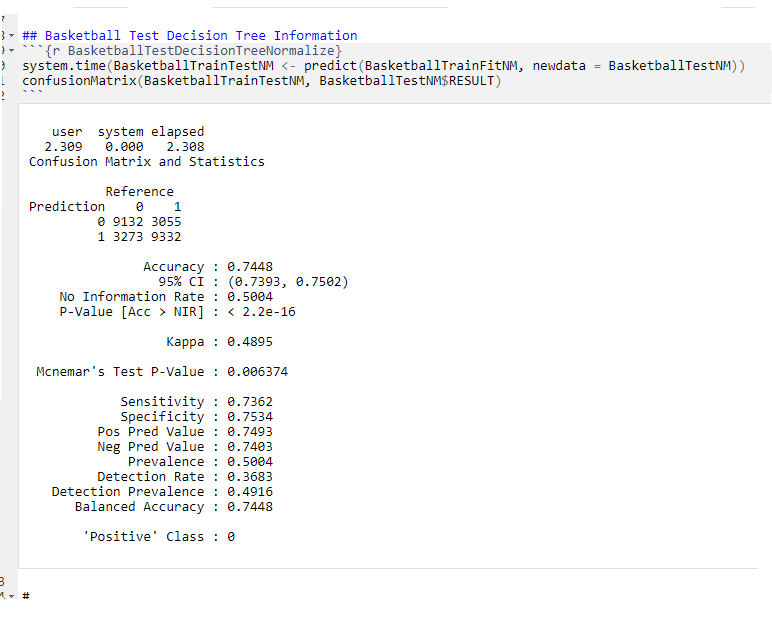 ## Basketball Test Decision Tree Information
```{r BasketballTestDecisionTreeNormalize}
system.time(BasketballTrainTestNM <- predict(BasketballTrainFitNM, newdata = BasketballTestNM))
confusionMatrix(BasketballTrainTestNM, BasketballTestNM$RESULT)
```
user system elapsed
2.309 0.000 2.308
Confusion Matrix and Statistics
Reference
Prediction 0 1
0 9132 3055
1 3273 9332
Accuracy : 0.7448
95% CI : (0.7393, 0.7502)
No Information Rate : 0.5004
P-Value [Acc > NIR] : < 2.2e-16
Kappa : 0.4895
Mcnemar's Test P-Value : 0.006374
Sensitivity : 0.7362
Specificity : 0.7534
Pos Pred Value : 0.7493
Neg Pred Value : 0.7403
Prevalence : 0.5004
Detection Rate : 0.3683
Detection Prevalence : 0.4916
Balanced Accuracy : 0.7448
'Positive' Class : 0
#